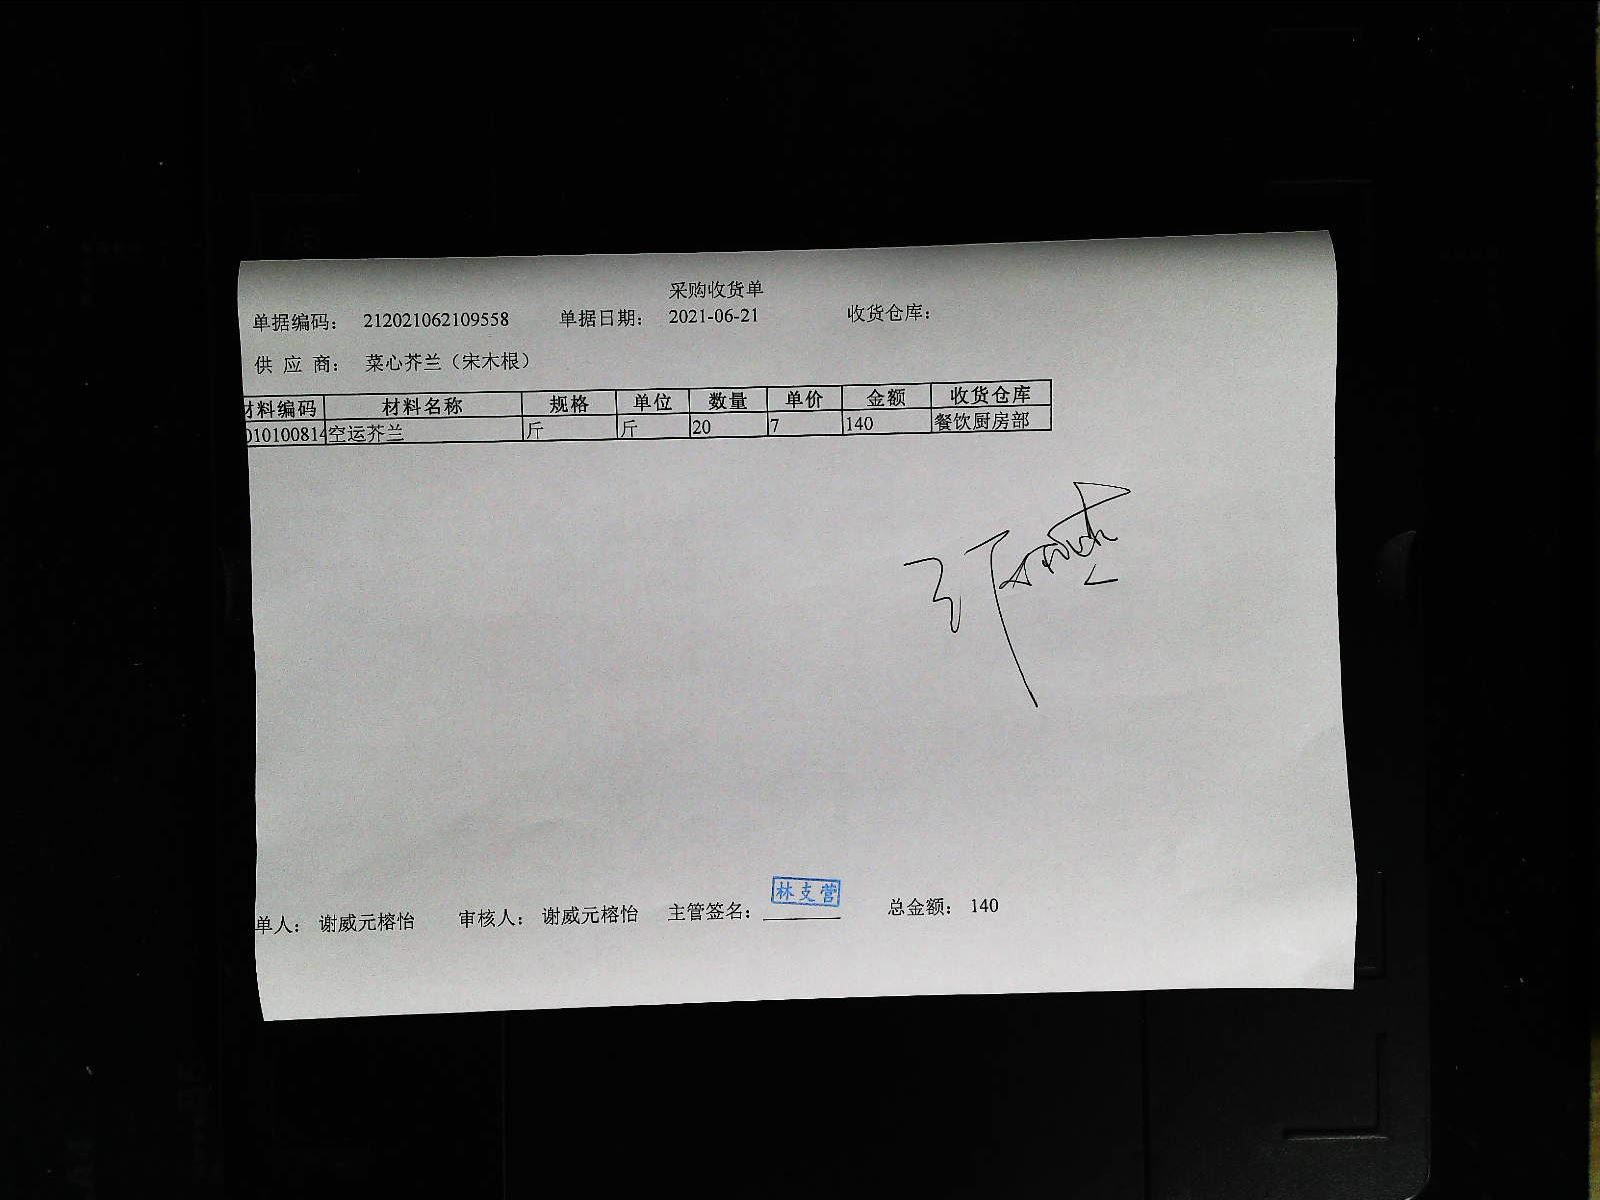 采购收货单
单据编码： 212021062109558 单据日期： 2021-06-21 收货仓库：
供 应 商： 菜心芥兰（宋木根）
材料编码 材料名称 规格 单位 数量 单价 金额 收货仓库
010100814 空运芥兰 斤 斤 20 7 140 餐饮厨房部
单人： 谢威元榕怡 审核人： 谢威元榕怡 主管签名： 林支营 总金额： 140